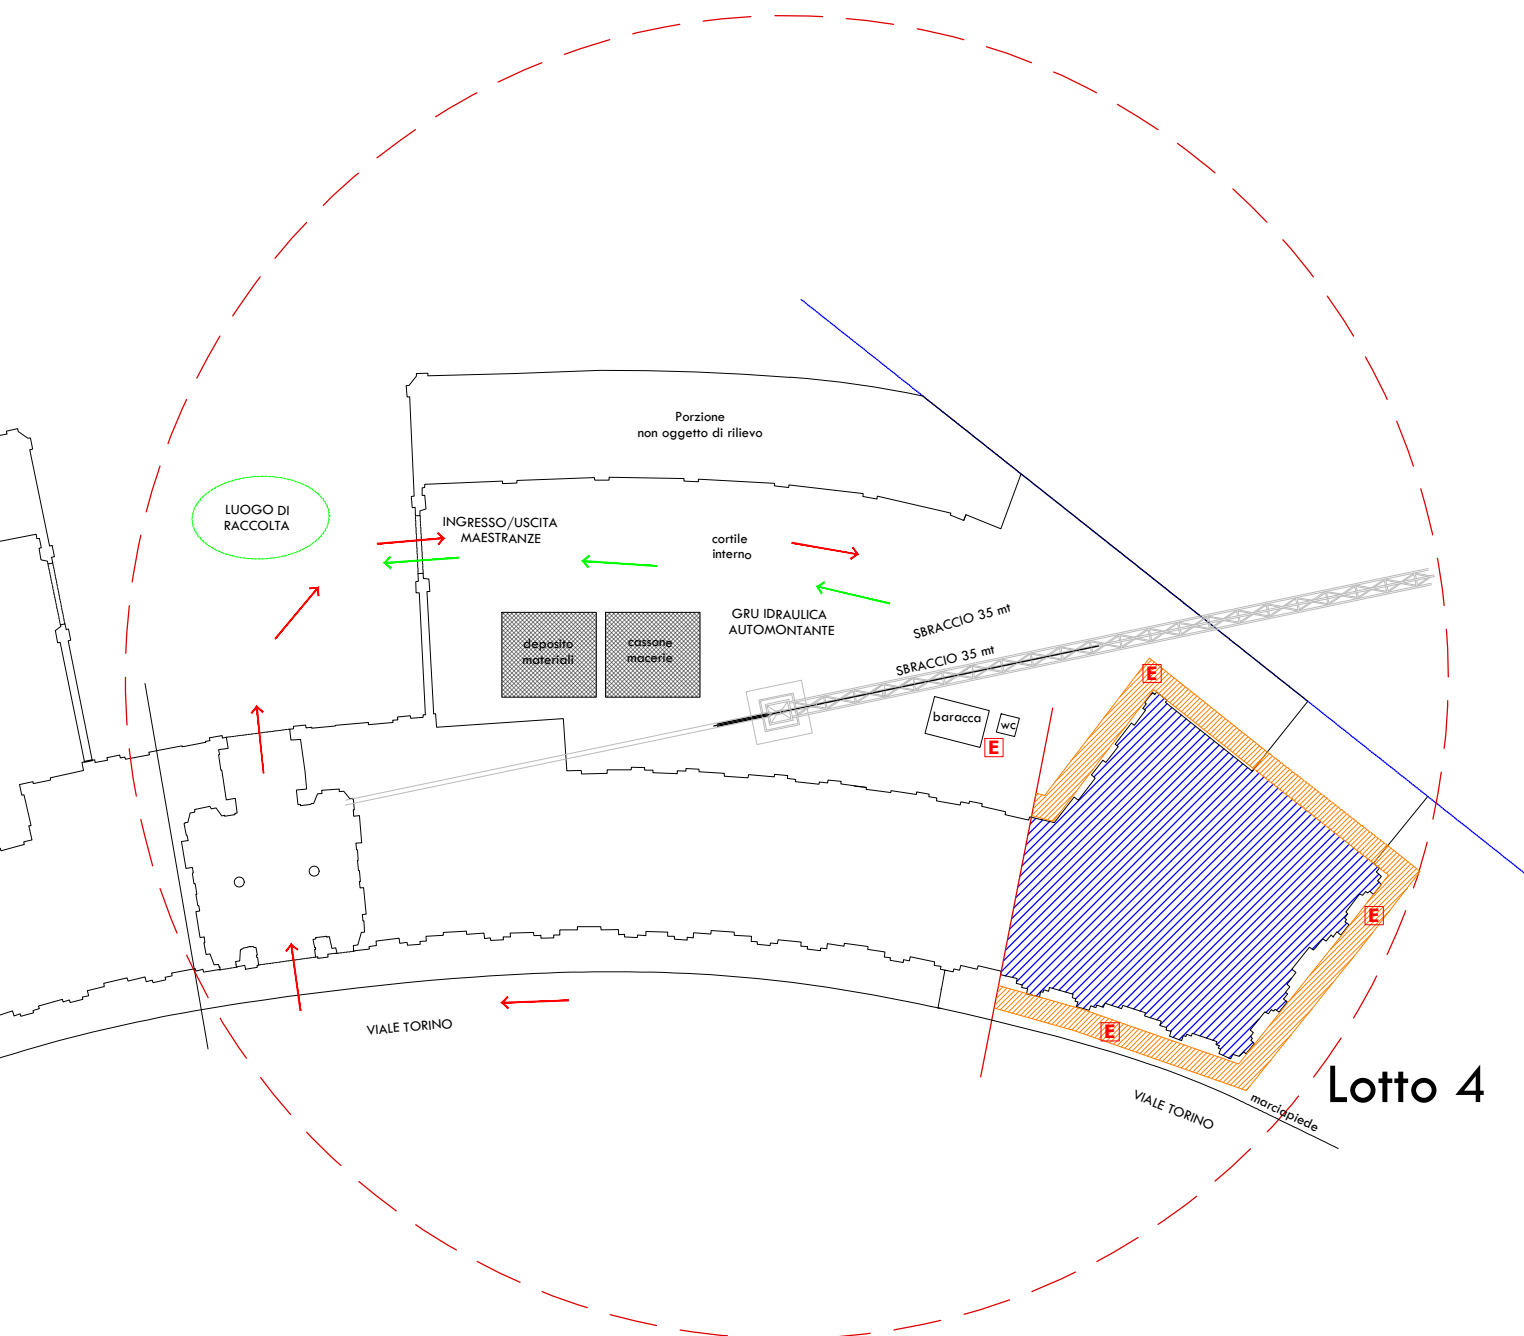 Porzione
non oggetto di rilievo
LUOGO DI
RACCOLTA
INGRESSO/USCITA
MAESTRANZE
cortile
interno
GRU IDRAULICA
AUTOMONTANTE
SBRACCIO 35 mt
SBRACCIO 35 mt
deposito
materiali
cassone
macerie
baracca
wc
E
E
E
E
VIALE TORINO
VIALE TORINO
marciapiede
Lotto 4